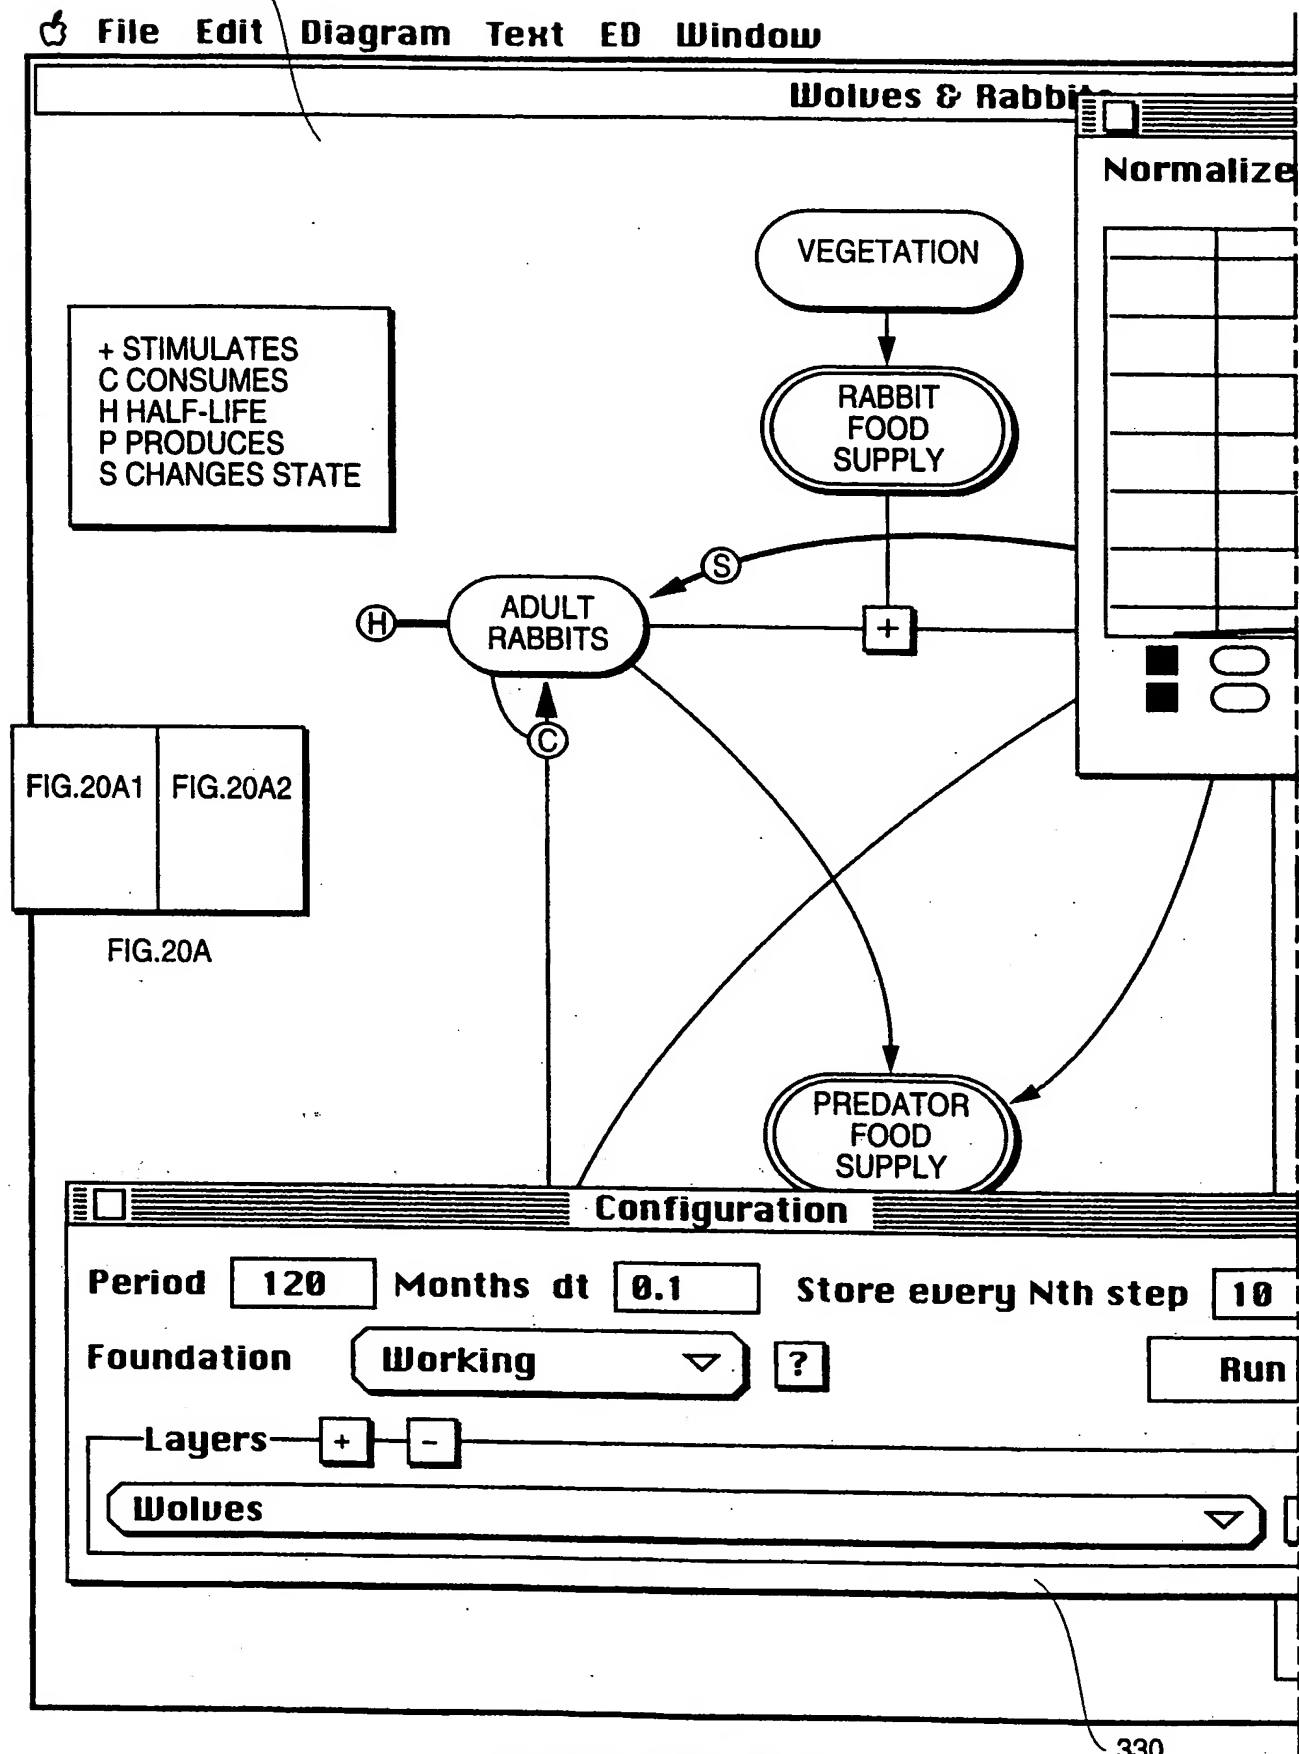 File Edit Diagram Text ED Window
Wolves & Rabbits
Normalize
VEGETATION
+ STIMULATES
C CONSUMES
H HALF-LIFE
P PRODUCES
S CHANGES STATE
RABBIT
FOOD
SUPPLY
S
H
ADULT
RABBITS
+
C
FIG.20A1 FIG.20A2
FIG.20A
PREDATOR
FOOD
SUPPLY
Configuration
Period 120 Months dt 0.1 Store every Nth step 10
Foundation Working ? Run
Layers + -
Wolves
330